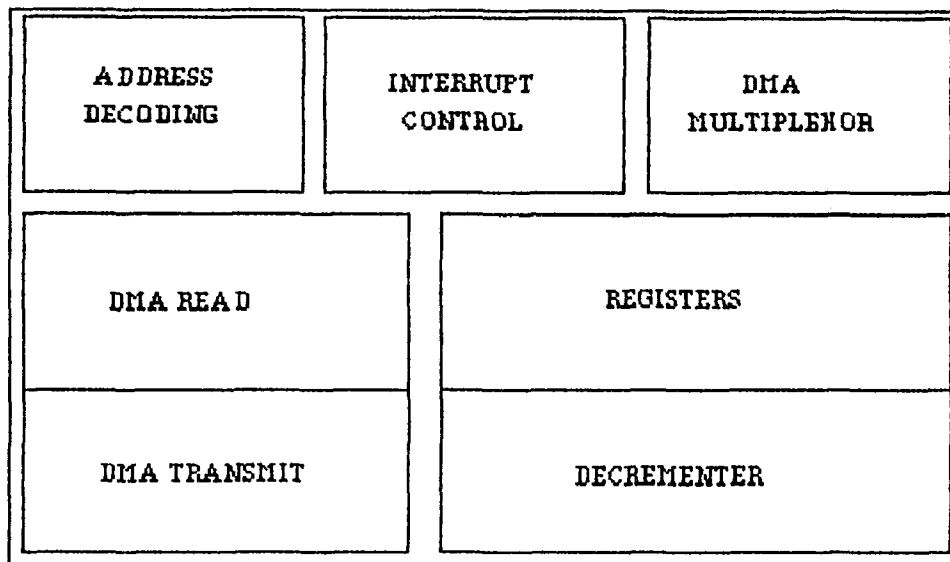 ADDRESS
DECODING
INTERRUPT
CONTROL
DMA
MULTIPLEXOR
DMA READ
REGISTERS
DMA TRANSMIT
DECREMENTER